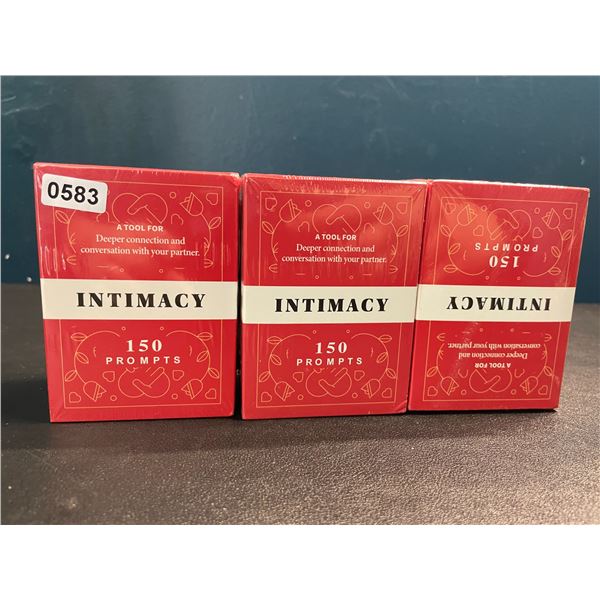 0583
A TOOL FOR
Deeper connection and
conversation with your partner.
INTIMACY
150
PROMPTS
A TOOL FOR
Deeper connection and
conversation with your partner.
INTIMACY
150
PROMPTS
A TOOL FOR
Deeper connection and
conversation with your partner.
INTIMACY
150
PROMPTS